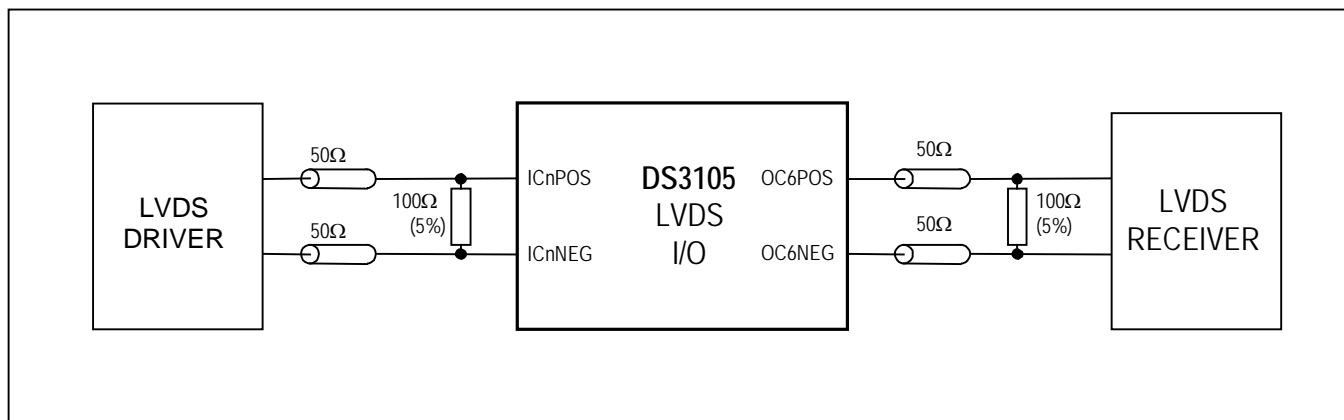 LVDS
DRIVER
50Ω
50Ω
100Ω
(5%)
ICnPOS
ICnNEG
DS3105
LVDS
I/O
OC6POS
OC6NEG
50Ω
50Ω
100Ω
(5%)
LVDS
RECEIVER